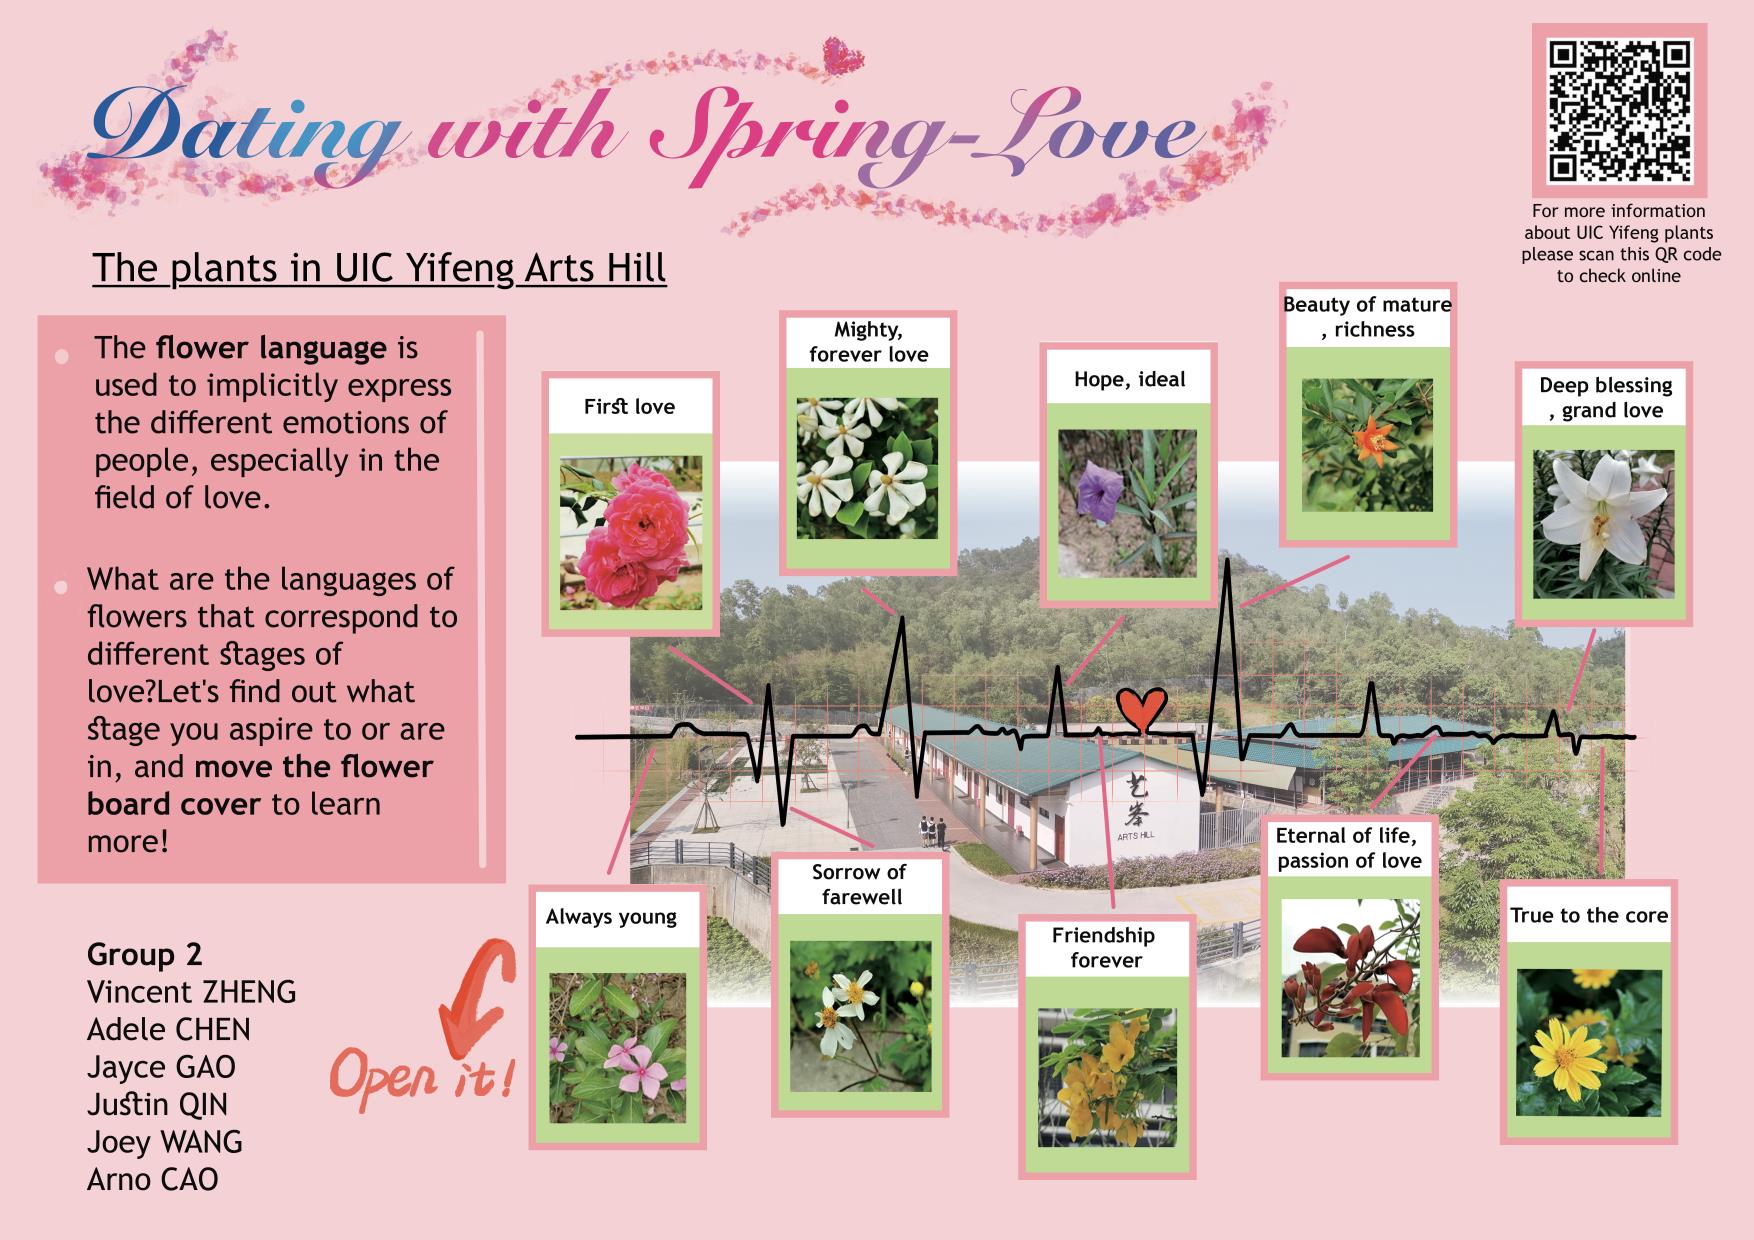 Dating with Spring-Love
For more information
about UIC Yifeng plants
please scan this QR code
to check online
The plants in UIC Yifeng Arts Hill
The flower language is
used to implicitly express
the different emotions of
people, especially in the
field of love.
What are the languages of
flowers that correspond to
different stages of
love?Let's find out what
stage you aspire to or are
in, and move the flower
board cover to learn
more!
First love
Mighty,
forever love
Hope, ideal
Beauty of mature
, richness
Deep blessing
, grand love
艺
峯
ARTS HILL
Always young
Sorrow of
farewell
Friendship
forever
Eternal of life,
passion of love
True to the core
Group 2
Vincent ZHENG
Adele CHEN
Jayce GAO
Justin QIN
Joey WANG
Arno CAO
Open it!